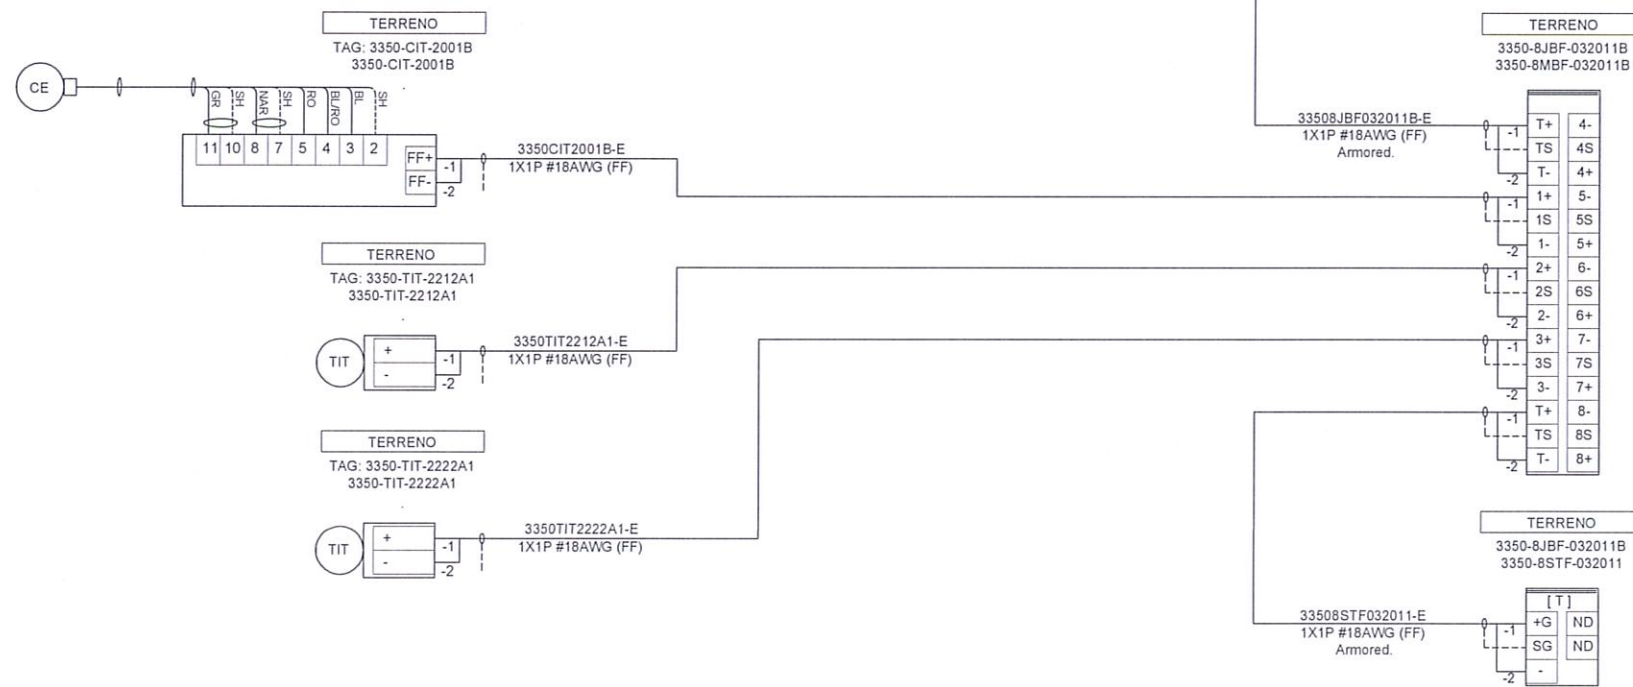 TERRENO
TAG: 3350-CIT-2001B
3350-CIT-2001B
CE
GR
SH
NAR
SH
RO
BL/RO
BL
SH
11 10 8 7 5 4 3 2
FF+
FF-
-1
-2
3350CIT2001B-E
1X1P #18AWG (FF)
TERRENO
TAG: 3350-TIT-2212A1
3350-TIT-2212A1
TIT
+
-
-1
-2
3350TIT2212A1-E
1X1P #18AWG (FF)
TERRENO
TAG: 3350-TIT-2222A1
3350-TIT-2222A1
TIT
+
-
-1
-2
3350TIT2222A1-E
1X1P #18AWG (FF)
TERRENO
3350-8JBF-032011B
3350-8MBF-032011B
33508JBF032011B-E
1X1P #18AWG (FF)
Armored.
-1 T+ 4-
TS 4S
-2 T- 4+
-1 1+ 5-
1S 5S
-2 1- 5+
-1 2+ 6-
2S 6S
-2 2- 6+
-1 3+ 7-
3S 7S
-2 3- 7+
-1 T+ 8-
TS 8S
-2 T- 8+
TERRENO
3350-8JBF-032011B
3350-8STF-032011
33508STF032011-E
1X1P #18AWG (FF)
Armored.
[ T ]
-1 +G ND
SG ND
-2 -